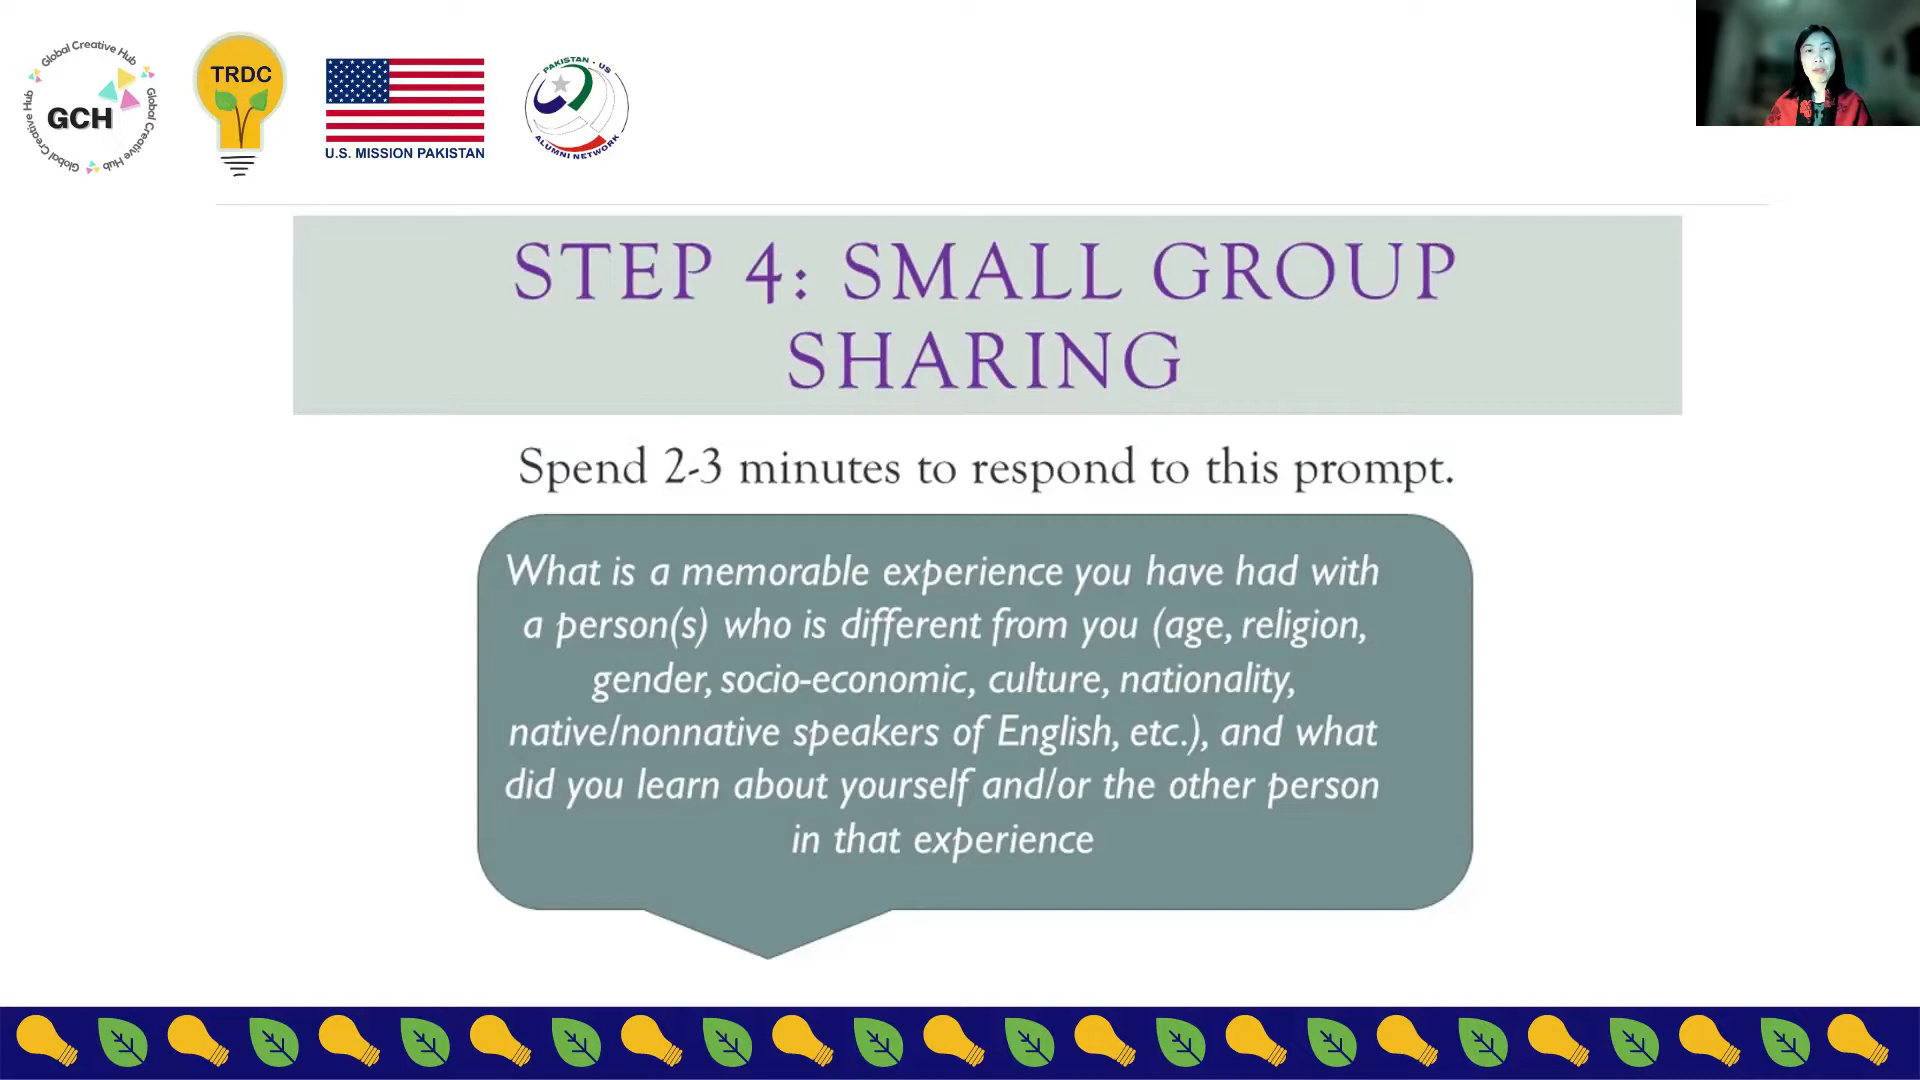 Global Creative Hub
Global Creative Hub
Global Creative Hub
Global Creative Hub
GCH
TRDC
U.S. MISSION PAKISTAN
PAKISTAN - US
ALUMNI NETWORK
STEP 4: SMALL GROUP
SHARING
Spend 2-3 minutes to respond to this prompt.
What is a memorable experience you have had with
a person(s) who is different from you (age, religion,
gender, socio-economic, culture, nationality,
native/nonnative speakers of English, etc.), and what
did you learn about yourself and/or the other person
in that experience